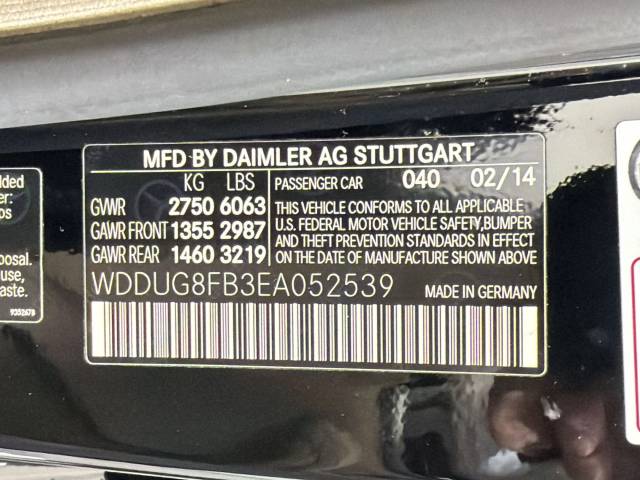 MFD BY DAIMLER AG STUTTGART
KG LBS
GVWR 2750 6063
GAWR FRONT 1355 2987
GAWR REAR 1460 3219
PASSENGER CAR 040 02/14
THIS VEHICLE CONFORMS TO ALL APPLICABLE
U.S. FEDERAL MOTOR VEHICLE SAFETY, BUMPER
AND THEFT PREVENTION STANDARDS IN EFFECT
ON THE DATE OF MANUFACTURE SHOWN ABOVE
WDDUG8FB3EA052539 MADE IN GERMANY